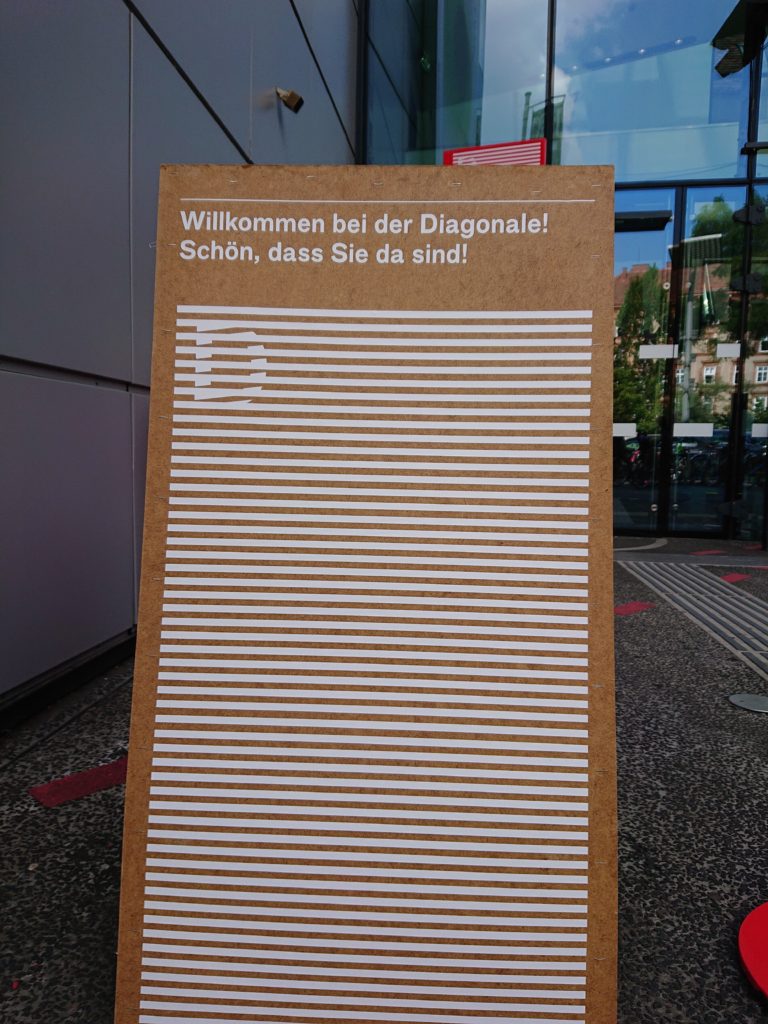 Willkommen bei der Diagonale!
Schön, dass Sie da sind!
D